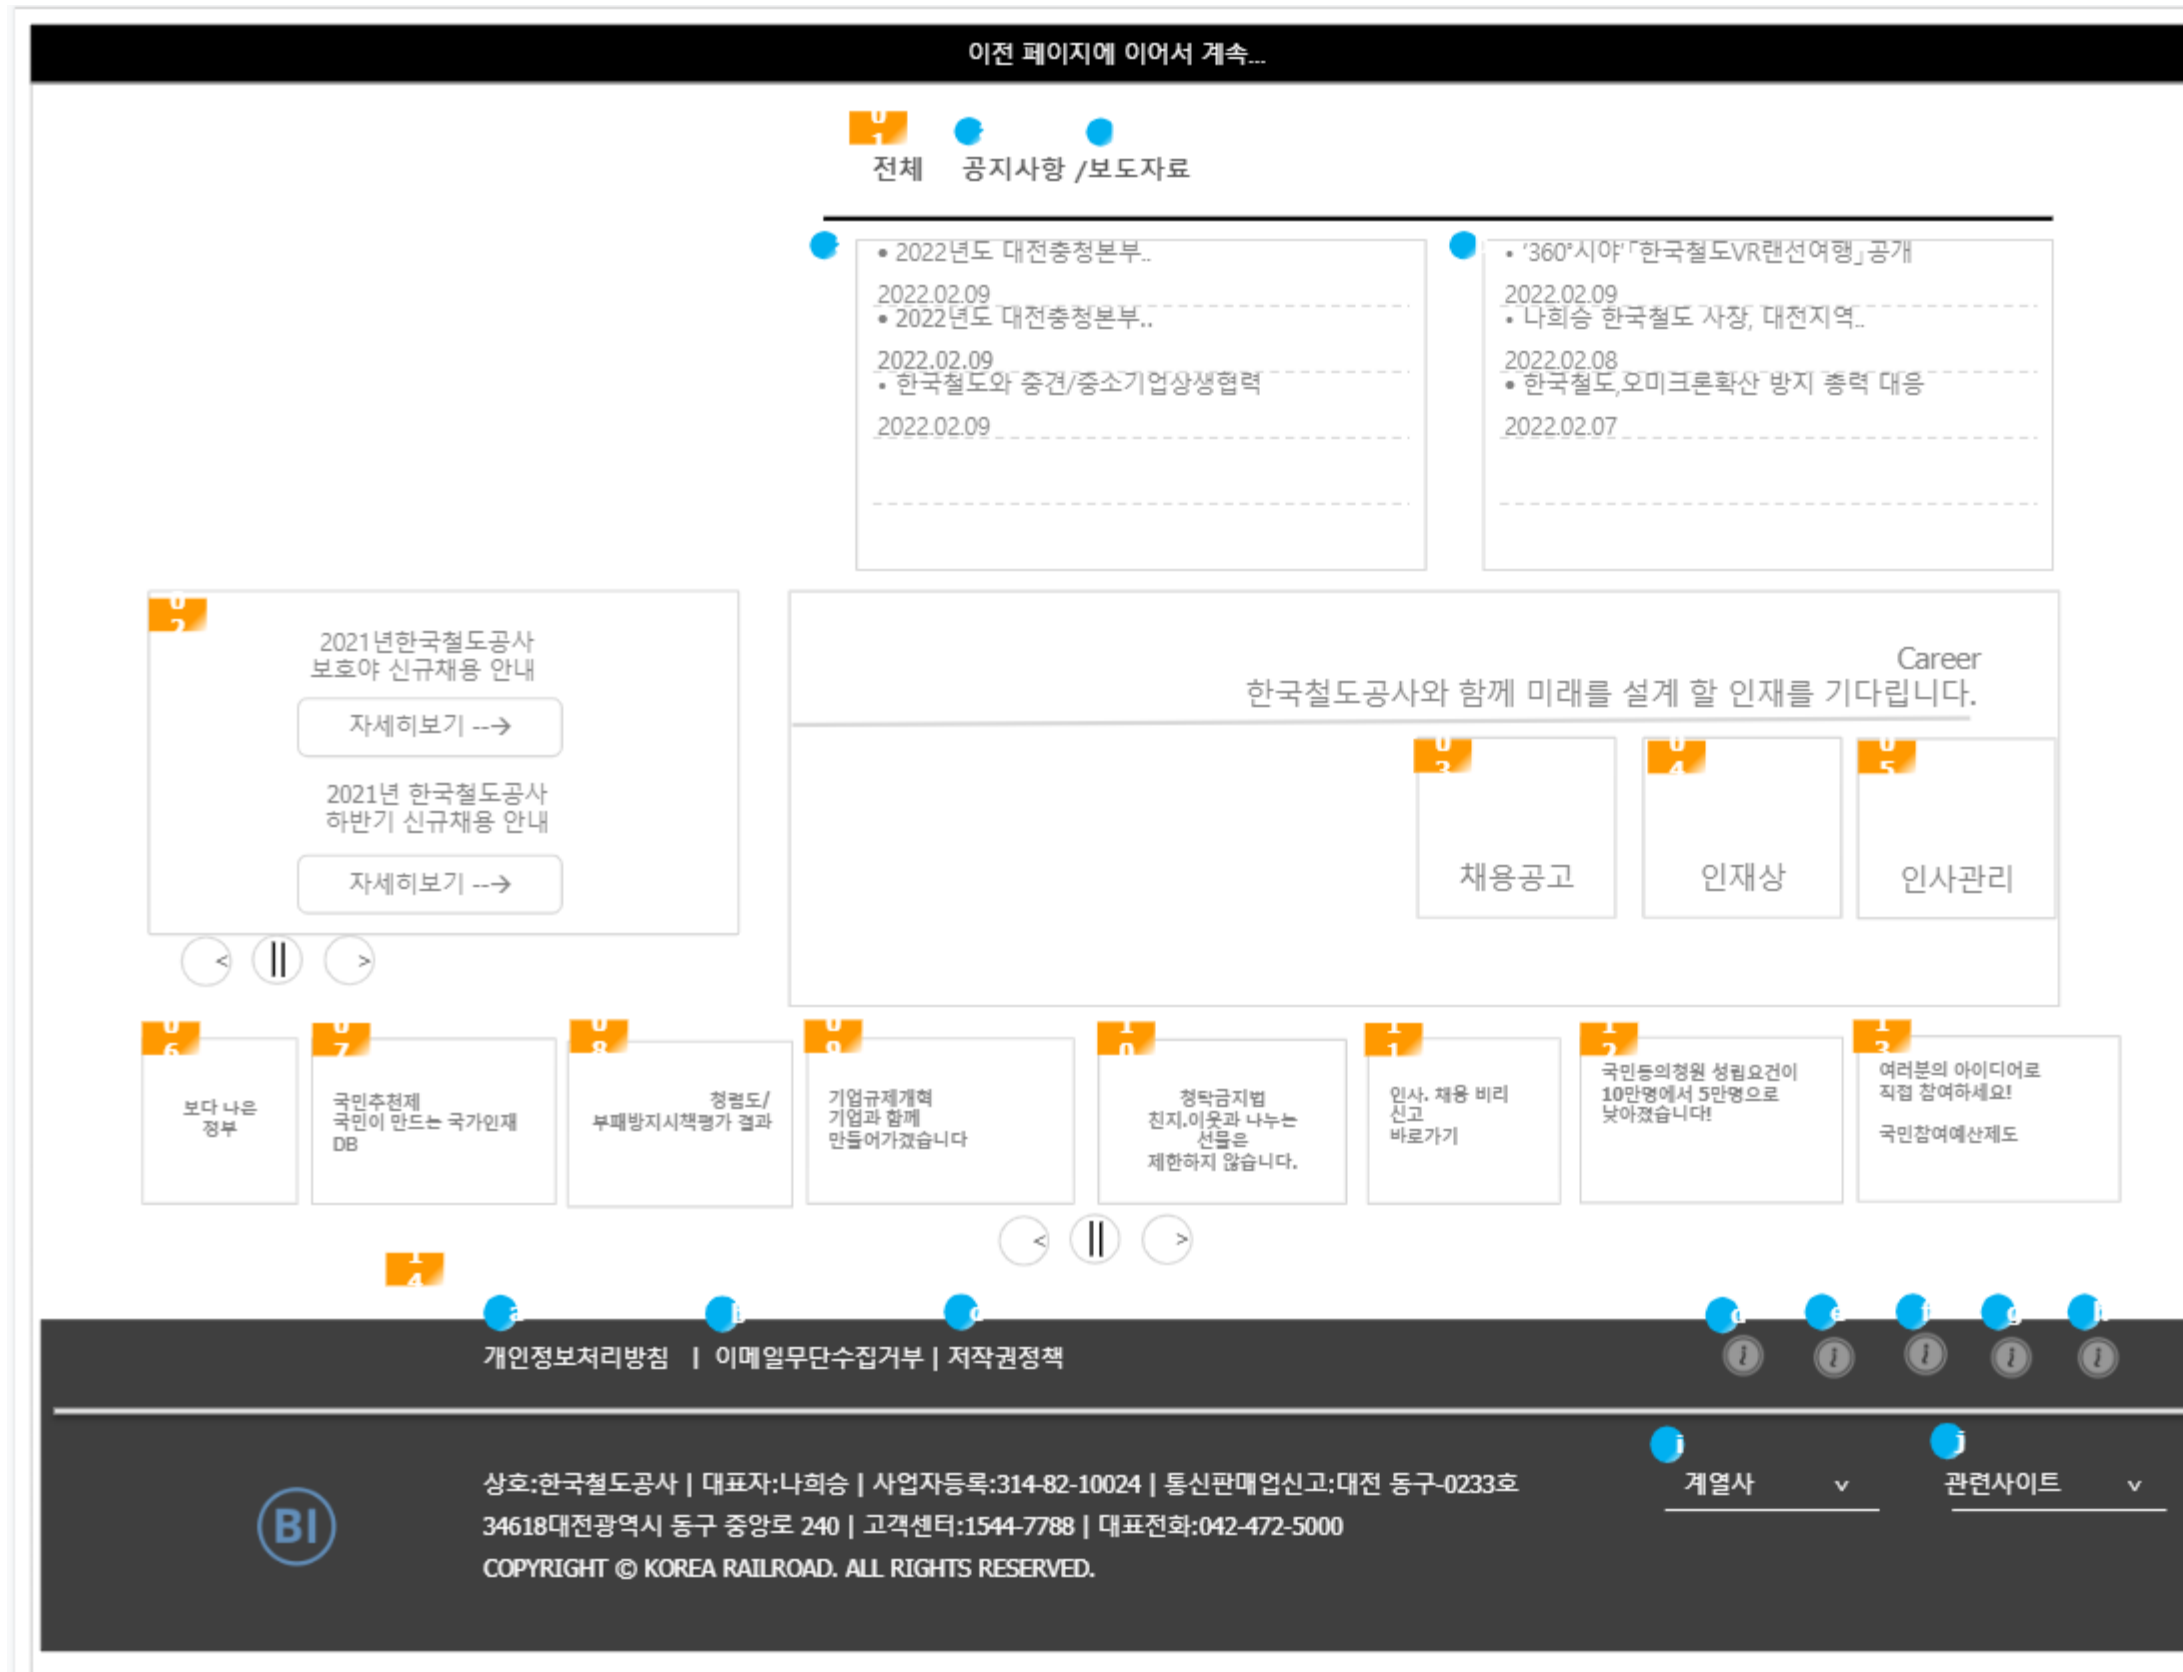 이전 페이지에 이어서 계속...
01
전체 공지사항 /보도자료
• 2022년도 대전충청본부..
2022.02.09
• 2022년도 대전충청본부..
2022.02.09
• 한국철도와 중견/중소기업상생협력
2022.02.09
• '360°시야'「한국철도VR랜선여행」공개
2022.02.09
• 나희승 한국철도 사장, 대전지역..
2022.02.08
• 한국철도,오미크론확산 방지 총력 대응
2022.02.07
02
2021년한국철도공사
보호야 신규채용 안내
자세히보기 --→
2021년 한국철도공사
하반기 신규채용 안내
자세히보기 --→
< || >
Career
한국철도공사와 함께 미래를 설계 할 인재를 기다립니다.
03
채용공고
04
인재상
05
인사관리
06
보다 나은
정부
07
국민추천제
국민이 만드는 국가인재
DB
08
청렴도/
부패방지시책평가 결과
09
기업규제개혁
기업과 함께
만들어가겠습니다
10
청탁금지법
친지.이웃과 나누는
선물은
제한하지 않습니다.
11
인사. 채용 비리
신고
바로가기
12
국민동의청원 성립요건이
10만명에서 5만명으로
낮아졌습니다!
13
여러분의 아이디어로
직접 참여하세요!
국민참여예산제도
< || >
14
a b c d e f g h
개인정보처리방침 | 이메일무단수집거부 | 저작권정책
i i i i i
i j
계열사 v 관련사이트 v
BI
상호:한국철도공사 | 대표자:나희승 | 사업자등록:314-82-10024 | 통신판매업신고:대전 동구-0233호
34618대전광역시 동구 중앙로 240 | 고객센터:1544-7788 | 대표전화:042-472-5000
COPYRIGHT © KOREA RAILROAD. ALL RIGHTS RESERVED.